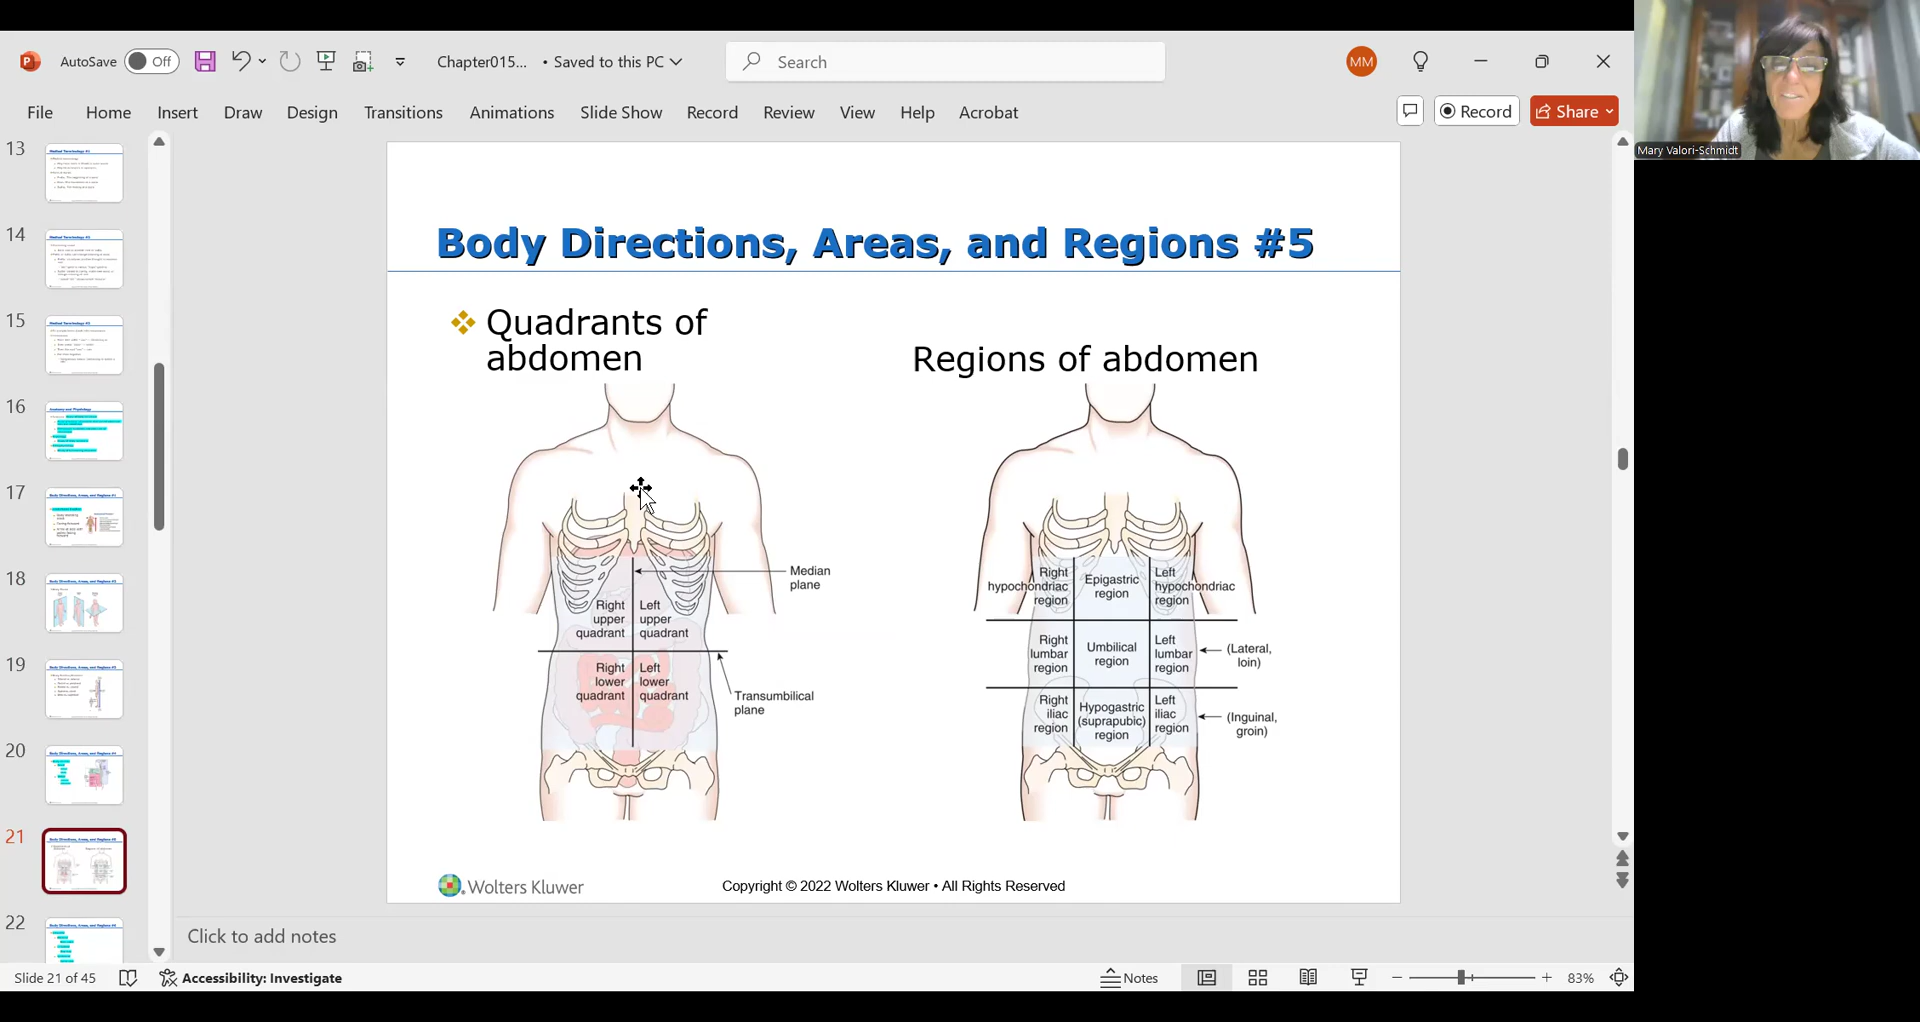 AutoSave
Off
Chapter015... • Saved to this PC
Search
MM
File
Home
Insert
Draw
Design
Transitions
Animations
Slide Show
Record
Review
View
Help
Acrobat
Record
Share
Mary Valori-Schmidt
13
14
15
16
17
18
19
20
21
22
Body Directions, Areas, and Regions #5
Quadrants of
abdomen
Median
plane
Right
upper
quadrant
Left
upper
quadrant
Right
lower
quadrant
Left
lower
quadrant
Transumbilical
plane
Regions of abdomen
Right
hypochondriac
region
Epigastric
region
Left
hypochondriac
region
Right
lumbar
region
Umbilical
region
Left
lumbar
region
(Lateral,
loin)
Right
iliac
region
Hypogastric
(suprapubic)
region
Left
iliac
region
(Inguinal,
groin)
Wolters Kluwer
Copyright © 2022 Wolters Kluwer • All Rights Reserved
Click to add notes
Slide 21 of 45
Accessibility: Investigate
Notes
83%